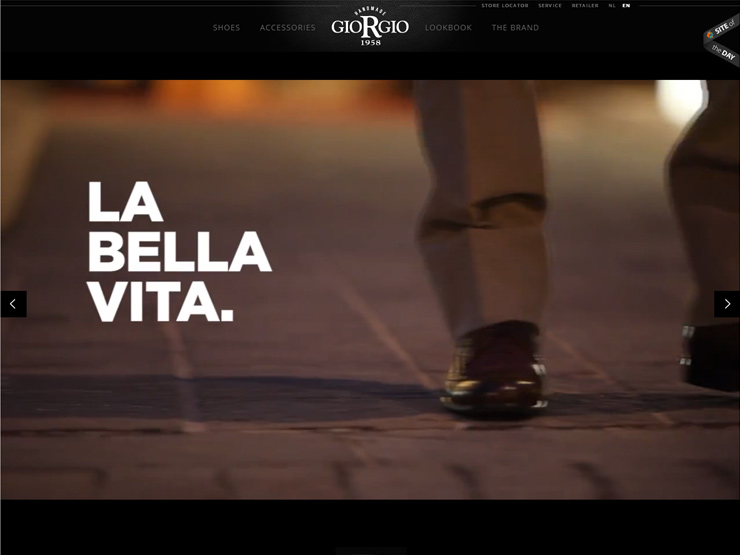 STORE LOCATOR SERVICE RETAILER NL EN
SHOES ACCESSORIES
HANDMADE
GIORGIO
1958
LOOKBOOK THE BRAND
SITE of
the DAY
LA
BELLA
VITA.